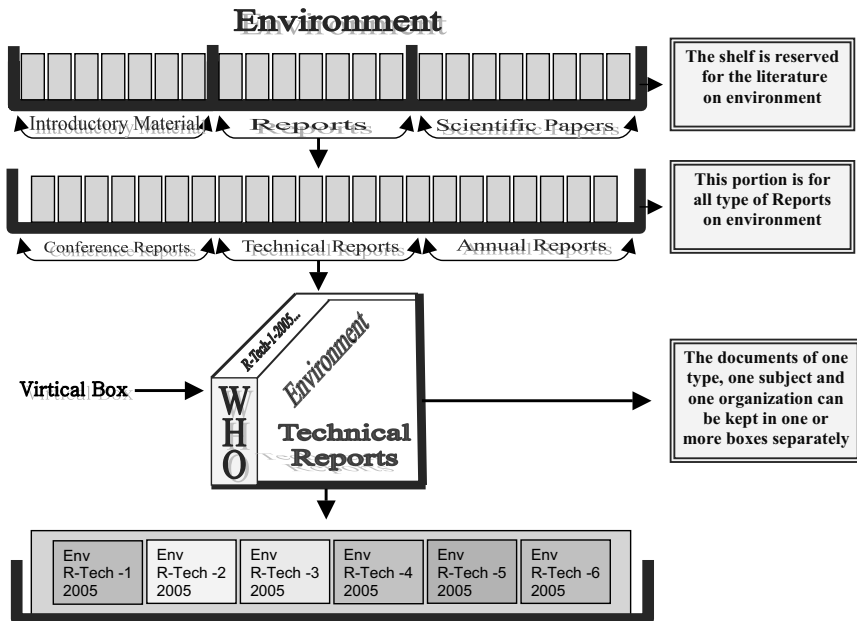 Environment
The shelf is reserved
for the literature
on environment
Introductory Material
Reports
Scientific Papers
This portion is for
all type of Reports
on environment
Conference Reports
Technical Reports
Annual Reports
R-Tech-1-2005...
Environment
Virtical Box
WHO
Technical
Reports
The documents of one
type, one subject and
one organization can
be kept in one or
more boxes separately
Env
R-Tech -1
2005
Env
R-Tech -2
2005
Env
R-Tech -3
2005
Env
R-Tech -4
2005
Env
R-Tech -5
2005
Env
R-Tech -6
2005